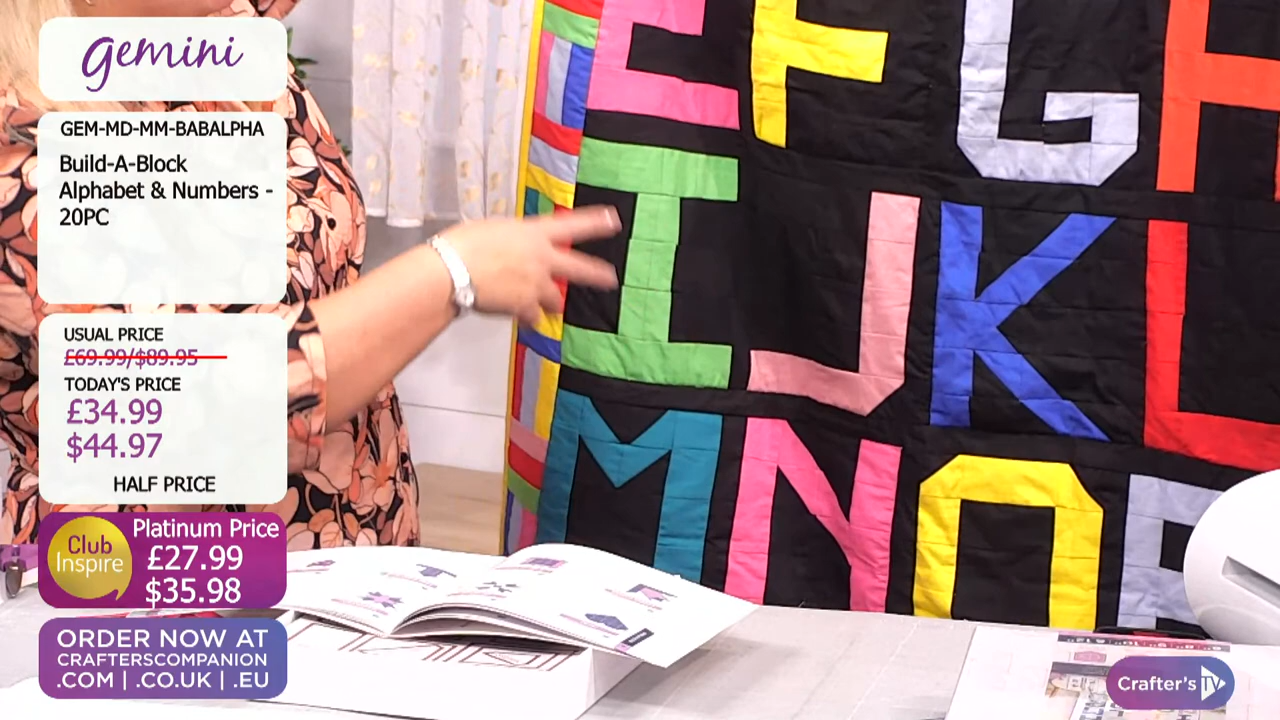 gemini
GEM-MD-MM-BABALPHA
Build-A-Block
Alphabet & Numbers -
20PC
USUAL PRICE
£69.99/$89.95
TODAY'S PRICE
£34.99
$44.97
HALF PRICE
Club
Inspire
Platinum Price
£27.99
$35.98
ORDER NOW AT
CRAFTERSCOMPANION
.COM | .CO.UK | .EU
E F G H
I J K L
M N O P
Crafter's TV